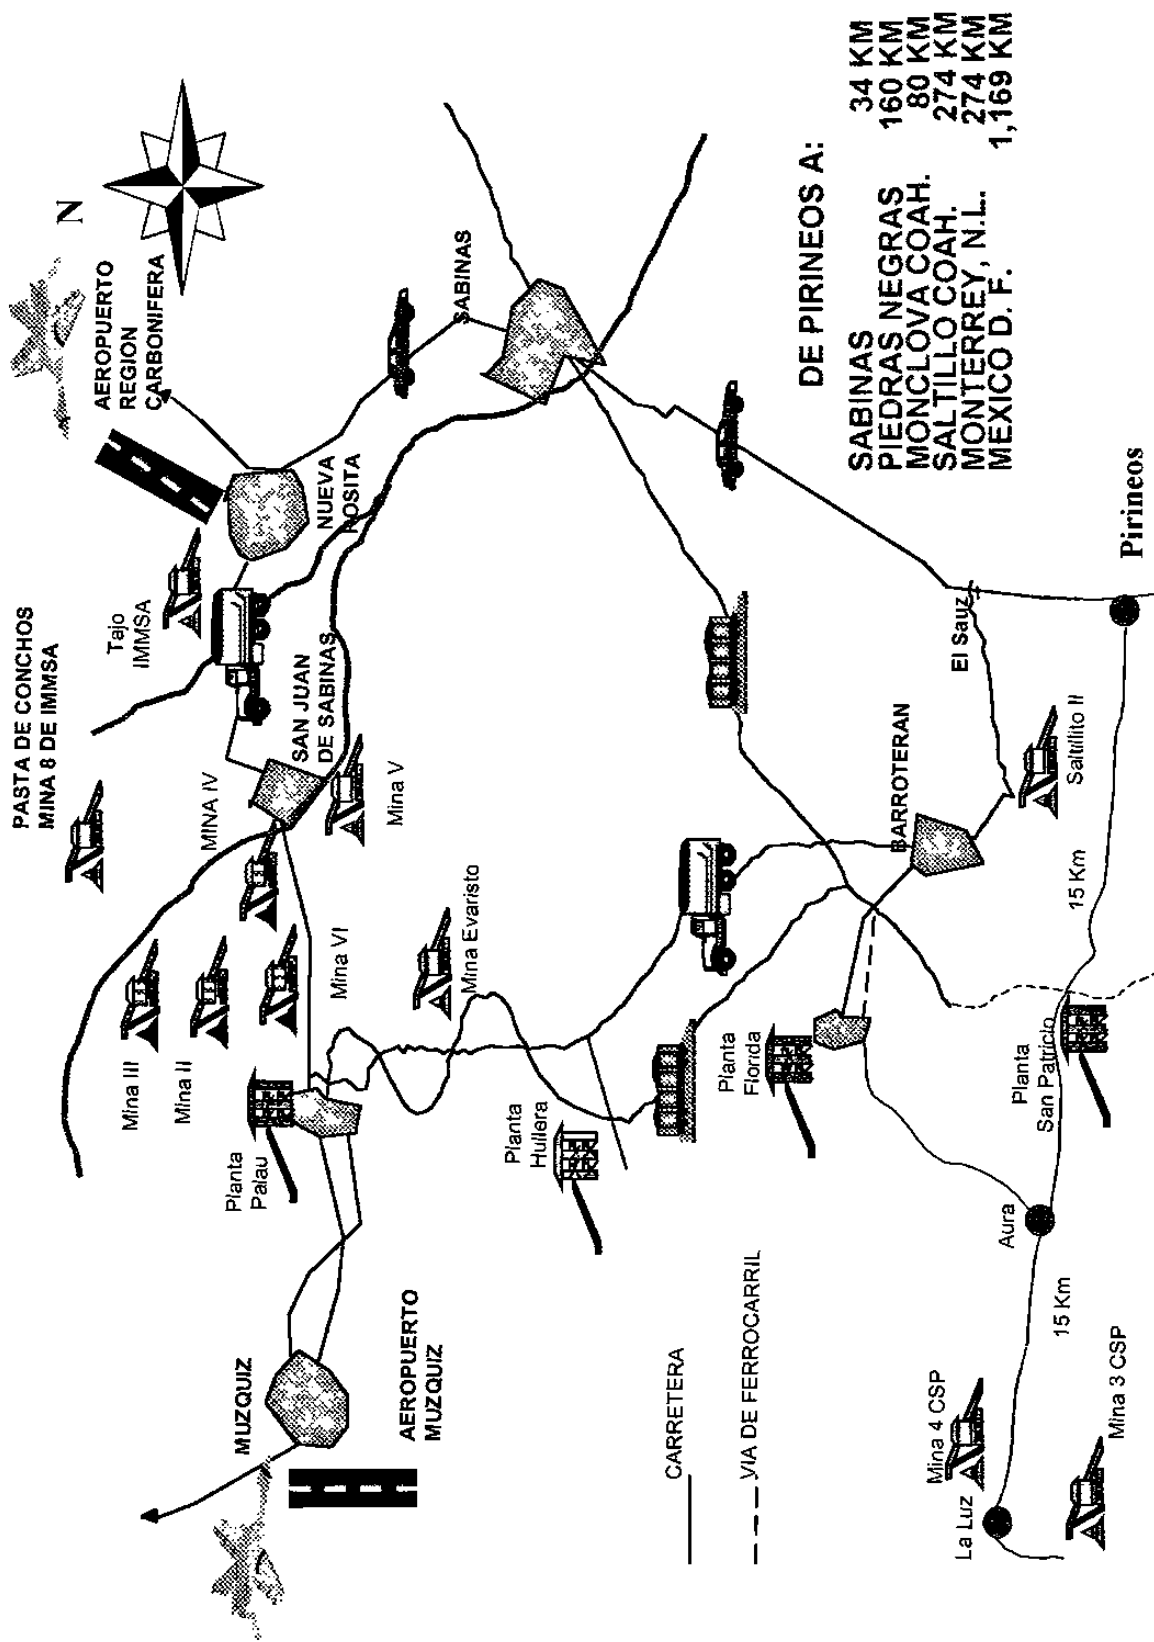 PASTA DE CONCHOS
MINA 8 DE IMMSA
AEROPUERTO
REGION
CARBONIFERA
N
Tajo
IMMSA
NUEVA
ROSITA
SABINAS
MINA IV
SAN JUAN
DE SABINAS
Mina V
Mina III
Mina II
Mina VI
Mina Evaristo
Planta
Palau
MUZQUIZ
AEROPUERTO
MUZQUIZ
Planta
Hullera
Planta
Florida
BARROTERAN
El Sauz
Saltillito II
Pirineos
15 Km
Planta
San Patricio
Aura
15 Km
Mina 4 CSP
La Luz
Mina 3 CSP
CARRETERA
VIA DE FERROCARRIL
DE PIRINEOS A:
SABINAS 34 KM
PIEDRAS NEGRAS 160 KM
MONCLOVA COAH. 80 KM
SALTILLO COAH. 274 KM
MONTERREY, N.L. 274 KM
MEXICO D. F. 1,169 KM